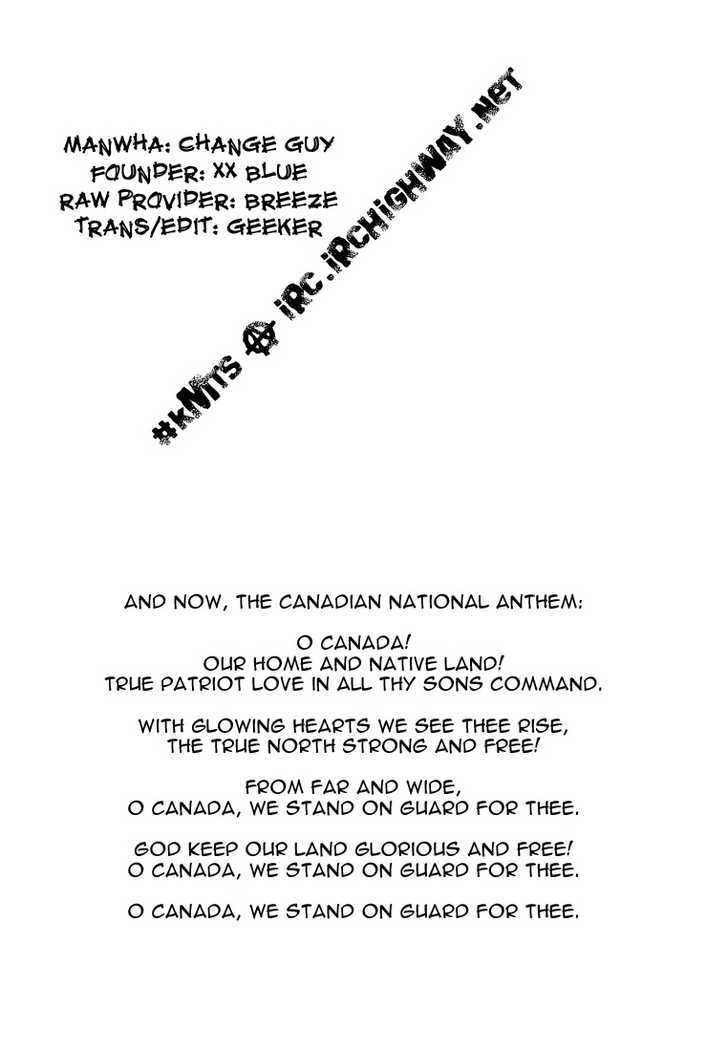 MANWHA: CHANGE GUY
FOUNDER: XX BLUE
RAW PROVIDER: BREEZE
TRANS/EDIT: GEEKER
#KNITS @ IRC.IRCHIGHWAY.NET
AND NOW, THE CANADIAN NATIONAL ANTHEM:
O CANADA!
OUR HOME AND NATIVE LAND!
TRUE PATRIOT LOVE IN ALL THY SONS COMMAND.
WITH GLOWING HEARTS WE SEE THEE RISE,
THE TRUE NORTH STRONG AND FREE!
FROM FAR AND WIDE,
O CANADA, WE STAND ON GUARD FOR THEE.
GOD KEEP OUR LAND GLORIOUS AND FREE!
O CANADA, WE STAND ON GUARD FOR THEE.
O CANADA, WE STAND ON GUARD FOR THEE.